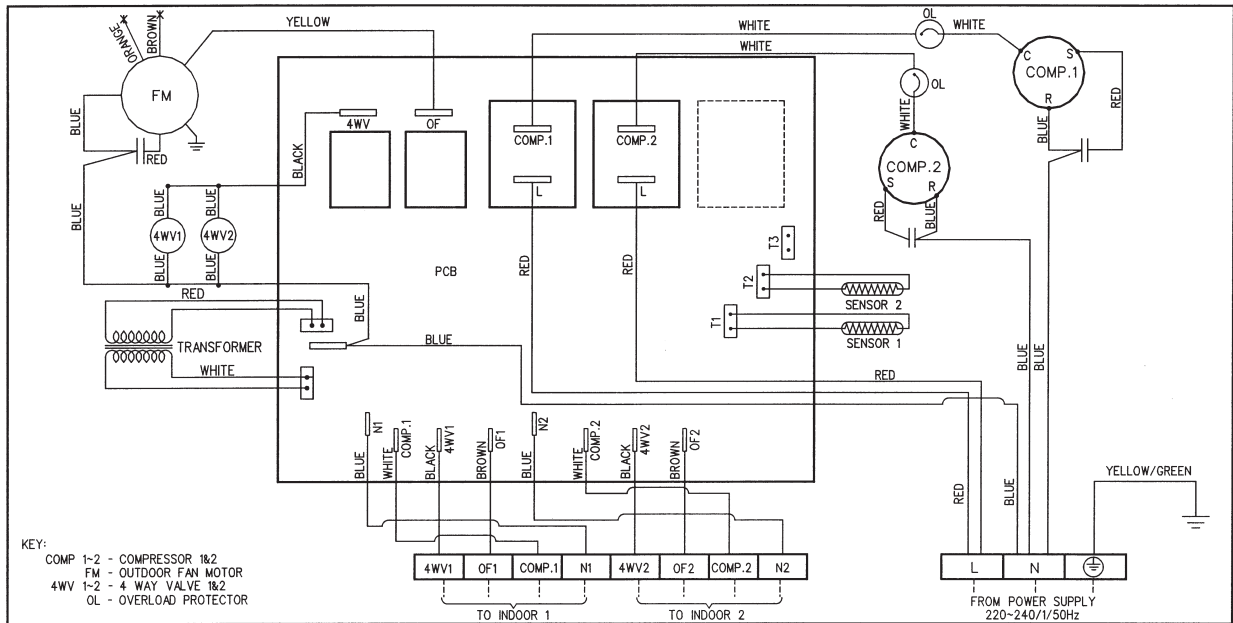 ORANGE
BROWN
YELLOW
WHITE
OL
WHITE
WHITE
OL
C
S
COMP.1
R
RED
BLUE
FM
BLUE
RED
BLACK
4WV
OF
COMP.1
COMP.2
L
L
WHITE
C
COMP.2
S
R
RED
BLUE
BLUE
BLUE
BLUE
4WV1
4WV2
BLUE
BLUE
PCB
RED
RED
T3
T2
SENSOR 2
T1
SENSOR 1
RED
BLUE
TRANSFORMER
WHITE
BLUE
RED
BLUE
BLUE
N1
COMP.1
4WV1
OF1
N2
COMP.2
4WV2
OF2
BLUE
WHITE
BLACK
BROWN
BLUE
WHITE
BLACK
BROWN
RED
BLUE
YELLOW/GREEN
KEY:
COMP 1~2 - COMPRESSOR 1&2
FM - OUTDOOR FAN MOTOR
4WV 1~2 - 4 WAY VALVE 1&2
OL - OVERLOAD PROTECTOR
4WV1 OF1 COMP.1 N1 4WV2 OF2 COMP.2 N2
TO INDOOR 1
TO INDOOR 2
L N
FROM POWER SUPPLY
220~240/1/50Hz